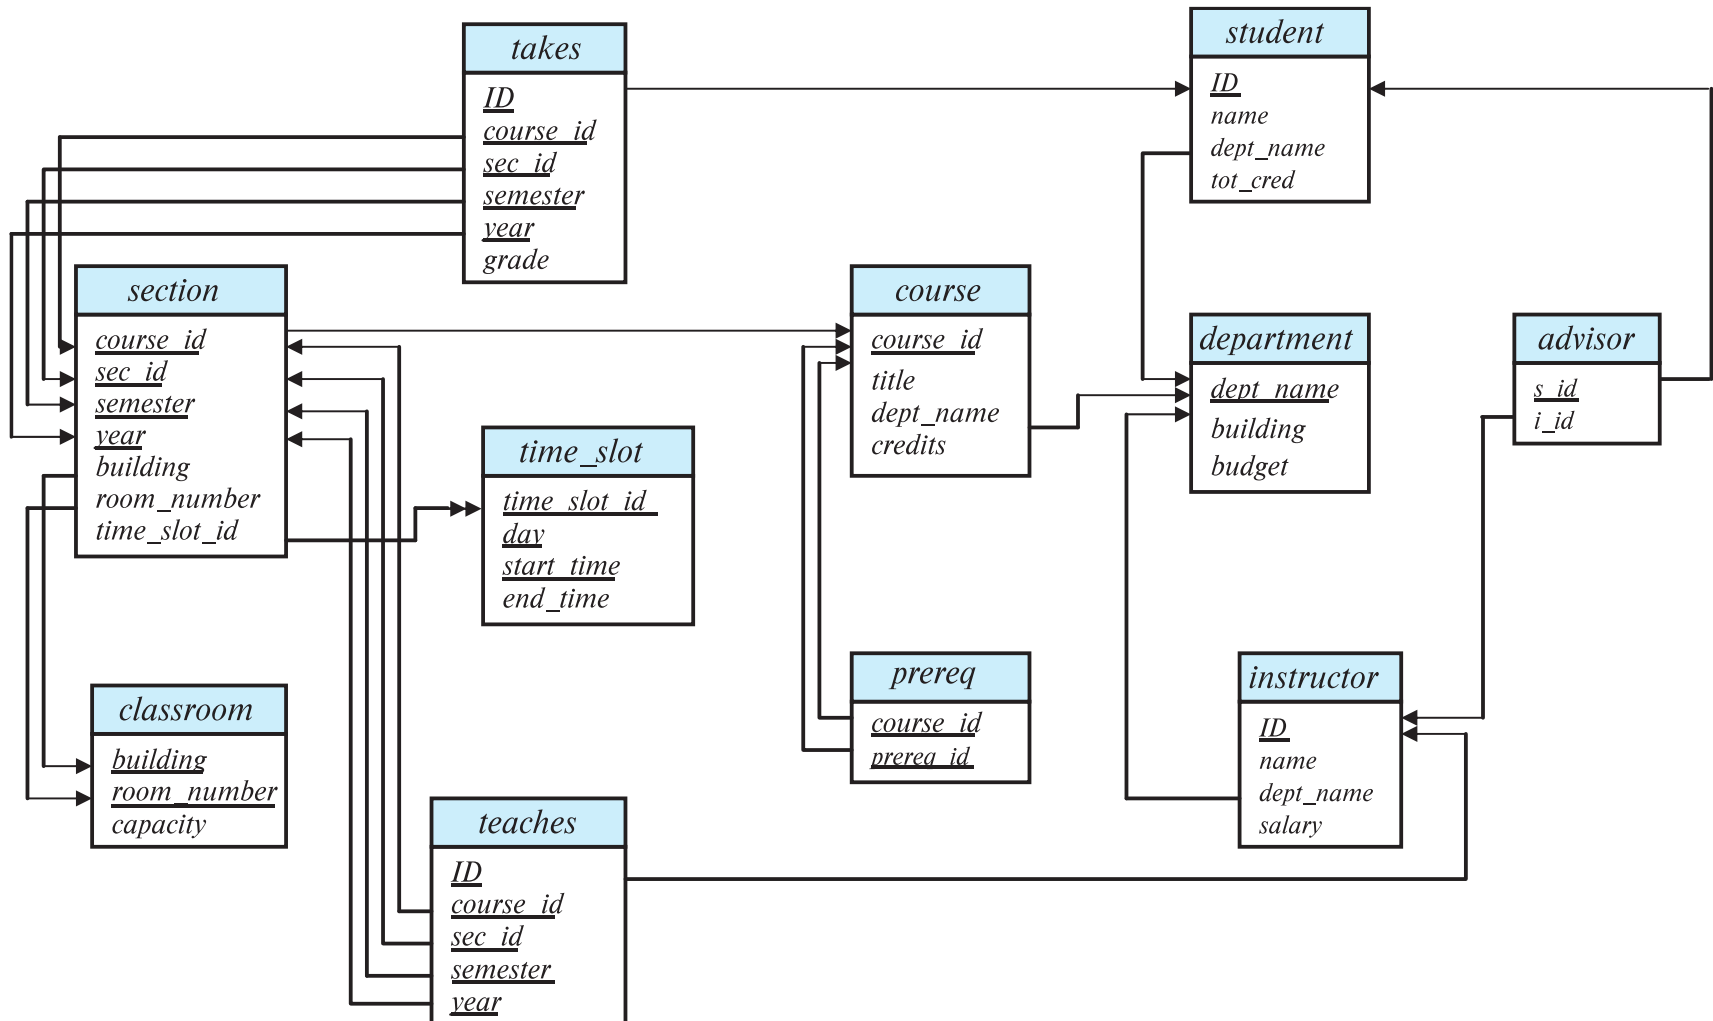 takes
ID
course_id
sec_id
semester
year
grade
student
ID
name
dept_name
tot_cred
section
course_id
sec_id
semester
year
building
room_number
time_slot_id
course
course_id
title
dept_name
credits
department
dept_name
building
budget
advisor
s_id
i_id
time_slot
time_slot_id
day
start_time
end_time
prereq
course_id
prereq_id
instructor
ID
name
dept_name
salary
classroom
building
room_number
capacity
teaches
ID
course_id
sec_id
semester
year